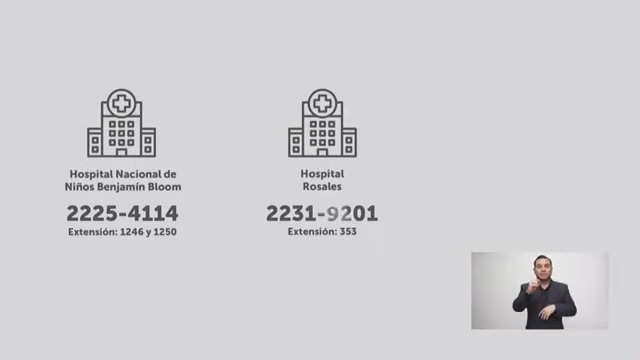 Hospital Nacional de
Niños Benjamín Bloom
2225-4114
Extensión: 1246 y 1250
Hospital
Rosales
2231-9201
Extensión: 353